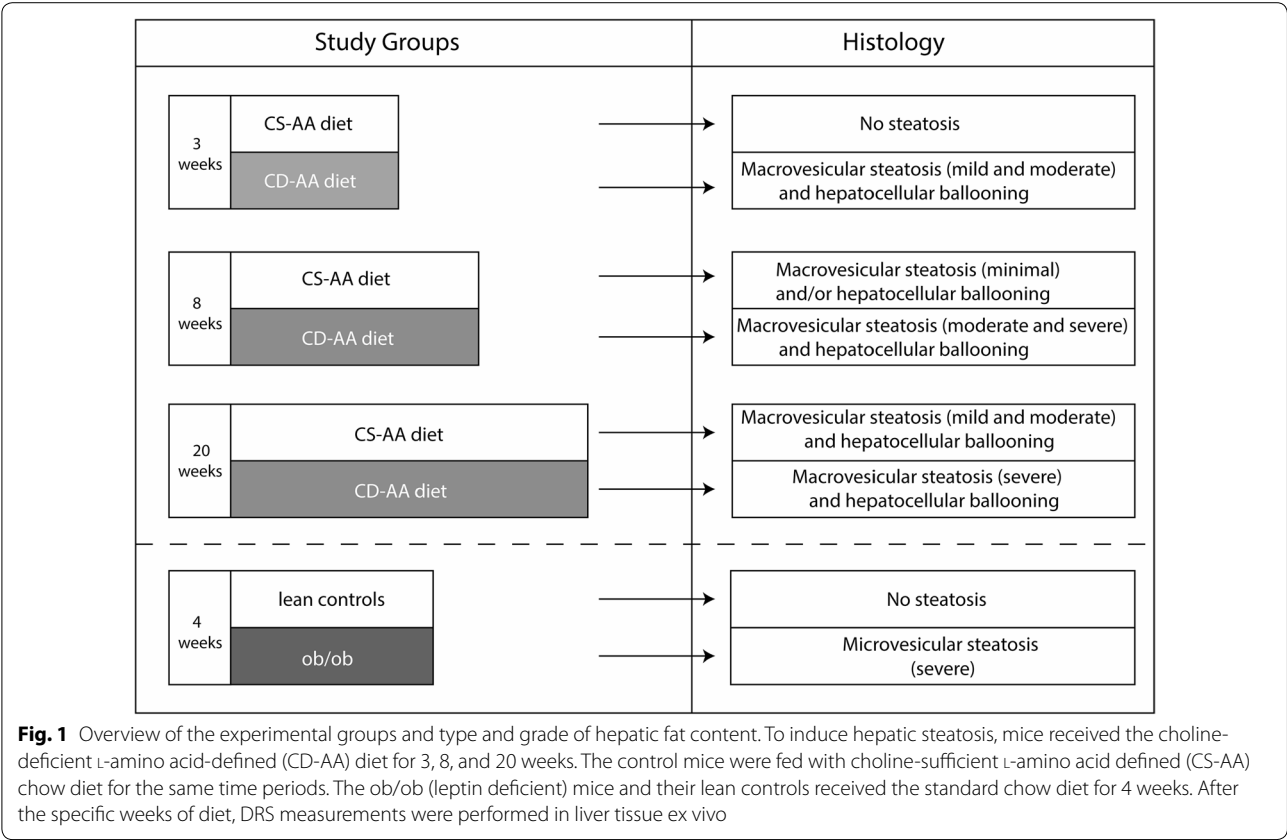 Study Groups
Histology
3
weeks
CS-AA diet
CD-AA diet
No steatosis
Macrovesicular steatosis (mild and moderate)
and hepatocellular ballooning
8
weeks
CS-AA diet
CD-AA diet
Macrovesicular steatosis (minimal)
and/or hepatocellular ballooning
Macrovesicular steatosis (moderate and severe)
and hepatocellular ballooning
20
weeks
CS-AA diet
CD-AA diet
Macrovesicular steatosis (mild and moderate)
and hepatocellular ballooning
Macrovesicular steatosis (severe)
and hepatocellular ballooning
4
weeks
lean controls
ob/ob
No steatosis
Microvesicular steatosis
(severe)
Fig. 1 Overview of the experimental groups and type and grade of hepatic fat content. To induce hepatic steatosis, mice received the choline-
deficient L-amino acid-defined (CD-AA) diet for 3, 8, and 20 weeks. The control mice were fed with choline-sufficient L-amino acid defined (CS-AA)
chow diet for the same time periods. The ob/ob (leptin deficient) mice and their lean controls received the standard chow diet for 4 weeks. After
the specific weeks of diet, DRS measurements were performed in liver tissue ex vivo